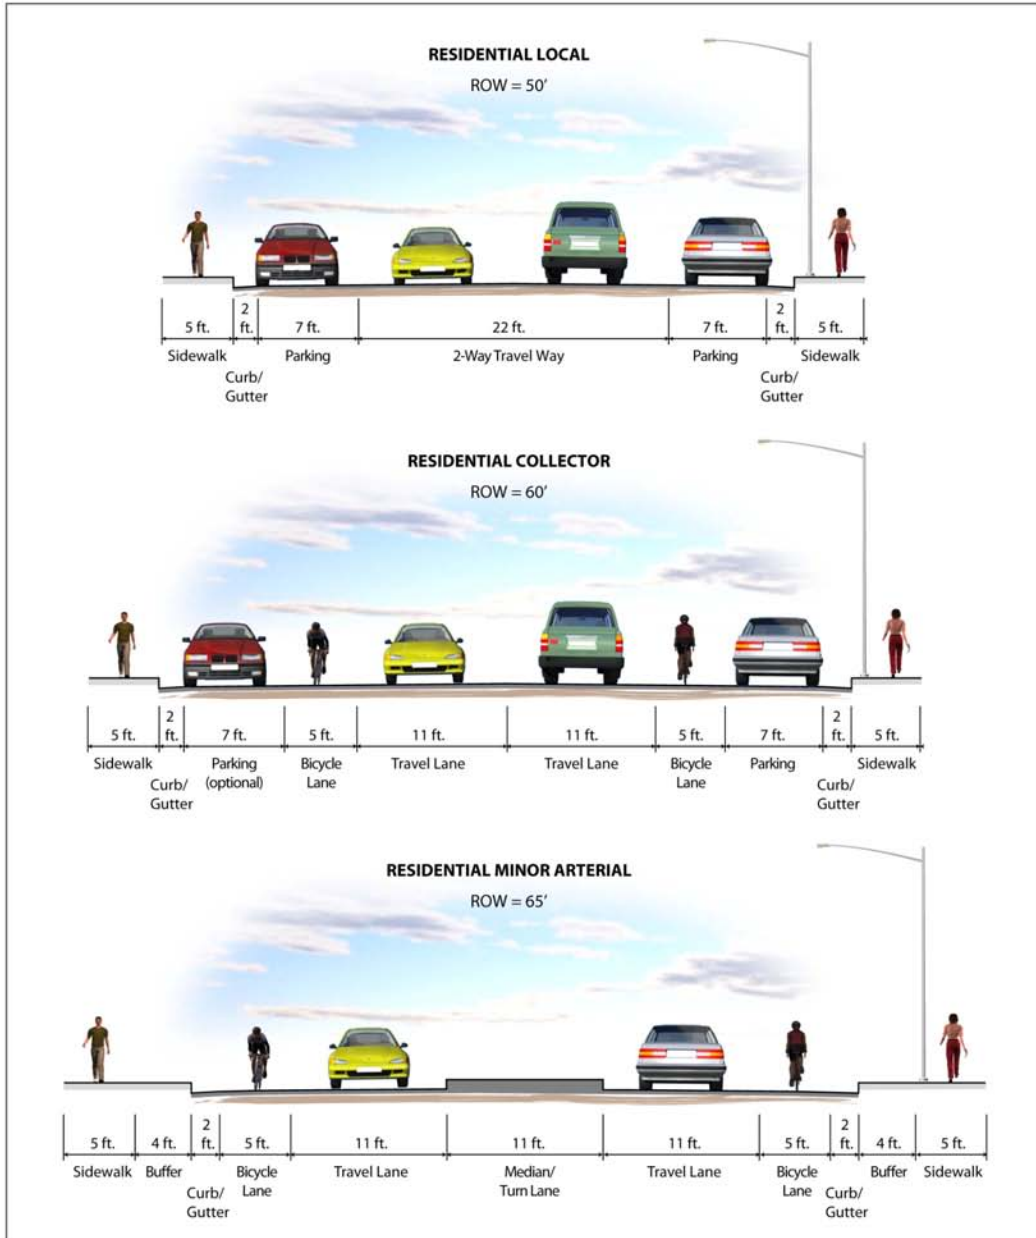 RESIDENTIAL LOCAL
ROW = 50'
5 ft. 2 ft. 7 ft. 22 ft. 7 ft. 2 ft. 5 ft.
Sidewalk Curb/ Gutter Parking 2-Way Travel Way Parking Curb/ Gutter Sidewalk
RESIDENTIAL COLLECTOR
ROW = 60'
5 ft. 2 ft. 7 ft. 5 ft. 11 ft. 11 ft. 5 ft. 7 ft. 2 ft. 5 ft.
Sidewalk Curb/ Gutter Parking (optional) Bicycle Lane Travel Lane Travel Lane Bicycle Lane Parking Curb/ Gutter Sidewalk
RESIDENTIAL MINOR ARTERIAL
ROW = 65'
5 ft. 4 ft. 2 ft. 5 ft. 11 ft. 11 ft. 11 ft. 5 ft. 2 ft. 4 ft. 5 ft.
Sidewalk Buffer Curb/ Gutter Bicycle Lane Travel Lane Median/ Turn Lane Travel Lane Bicycle Lane Curb/ Gutter Buffer Sidewalk